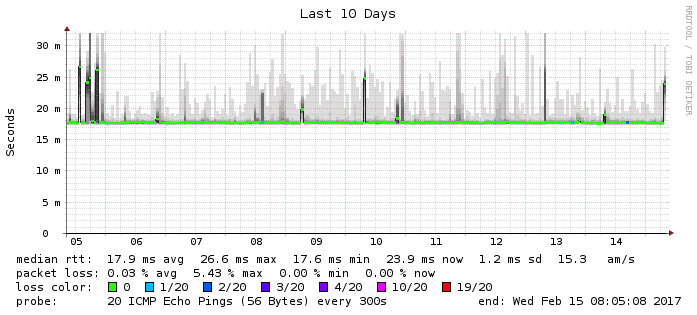 Last 10 Days
RRDTOOL / TOBI OETIKER
Seconds
30 m
25 m
20 m
15 m
10 m
5 m
0
05 06 07 08 09 10 11 12 13 14
median rtt: 17.9 ms avg 26.6 ms max 17.6 ms min 23.9 ms now 1.2 ms sd 15.3 am/s
packet loss: 0.03 % avg 5.43 % max 0.00 % min 0.00 % now
loss color: 0 1/20 2/20 3/20 4/20 10/20 19/20
probe: 20 ICMP Echo Pings (56 Bytes) every 300s end: Wed Feb 15 08:05:08 2017